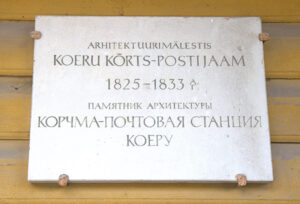 ARHITEKTUURIMÄLESTIS
KOERU KÕRTS-POSTIJAAM
1825-1833 A.
ПАМЯТНИК АРХИТЕКТУРЫ
КОРЧМА-ПОЧТОВАЯ СТАНЦИЯ
КОЕРУ